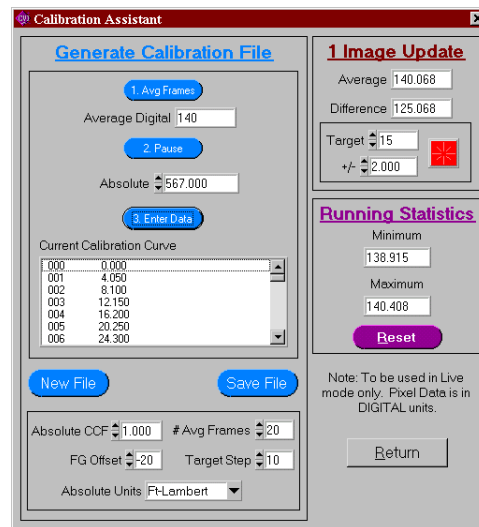 CVI Calibration Assistant
Generate Calibration File
1. Avg Frames
Average Digital 140
2. Pause
Absolute 567.000
3. Enter Data
Current Calibration Curve
000 0.000
001 4.050
002 8.100
003 12.150
004 16.200
005 20.250
006 24.300
New File Save File
Absolute CCF 1.000 # Avg Frames 20
FG Offset -20 Target Step 10
Absolute Units Ft-Lambert
1 Image Update
Average 140.068
Difference 125.068
Target 15
+/- 2.000
Running Statistics
Minimum
138.915
Maximum
140.408
Reset
Note: To be used in Live
mode only. Pixel Data is in
DIGITAL units.
Return